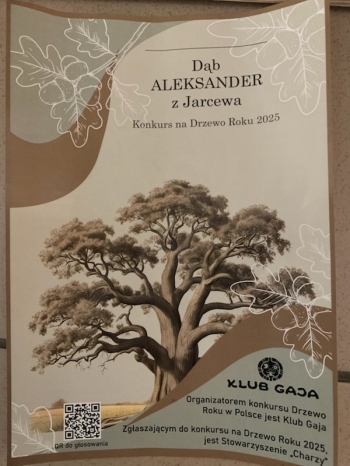 Dąb
ALEKSANDER
z Jarcewa
Konkurs na Drzewo Roku 2025
KLUB GAJA
Organizatorem konkursu Drzewo
Roku w Polsce jest Klub Gaja
Zgłaszającym do konkursu na Drzewo Roku 2025,
jest Stowarzyszenie „Charzy"
QR do głosowania